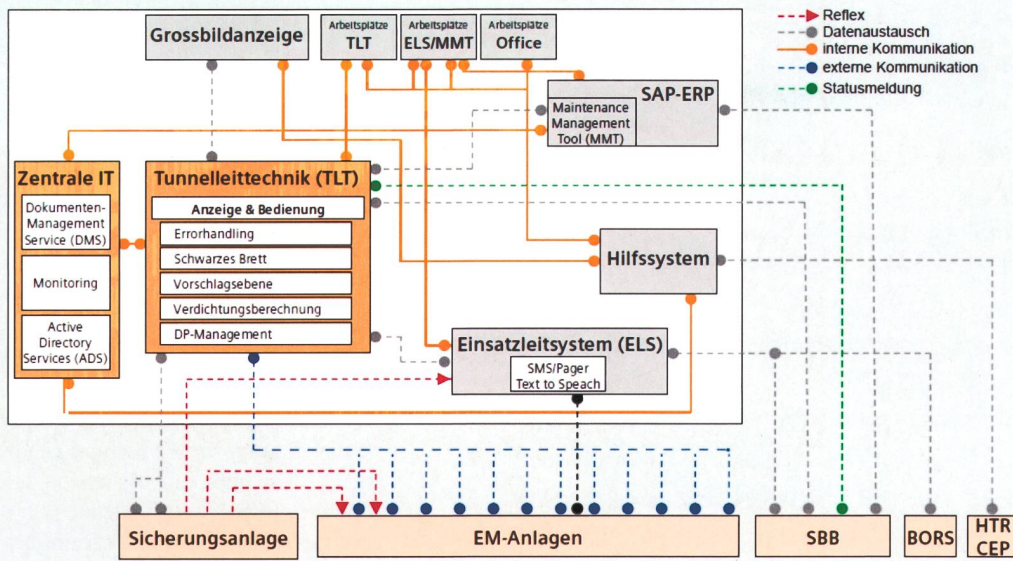 Grossbildanzeige
Arbeitsplätze
TLT
Arbeitsplätze
ELS/MMT
Arbeitsplätze
Office
Reflex
Datenaustausch
interne Kommunikation
externe Kommunikation
Statusmeldung
SAP-ERP
Maintenance
Management
Tool (MMT)
Zentrale IT
Dokumenten-
Management
Service (DMS)
Monitoring
Active
Directory
Services (ADS)
Tunnelleittechnik (TLT)
Anzeige & Bedienung
Errorhandling
Schwarzes Brett
Vorschlagsebene
Verdichtungsberechnung
DP-Management
Hilfssystem
Einsatzleitsystem (ELS)
SMS/Pager
Text to Speach
Sicherungsanlage
EM-Anlagen
SBB
BORS
HTR
CEP